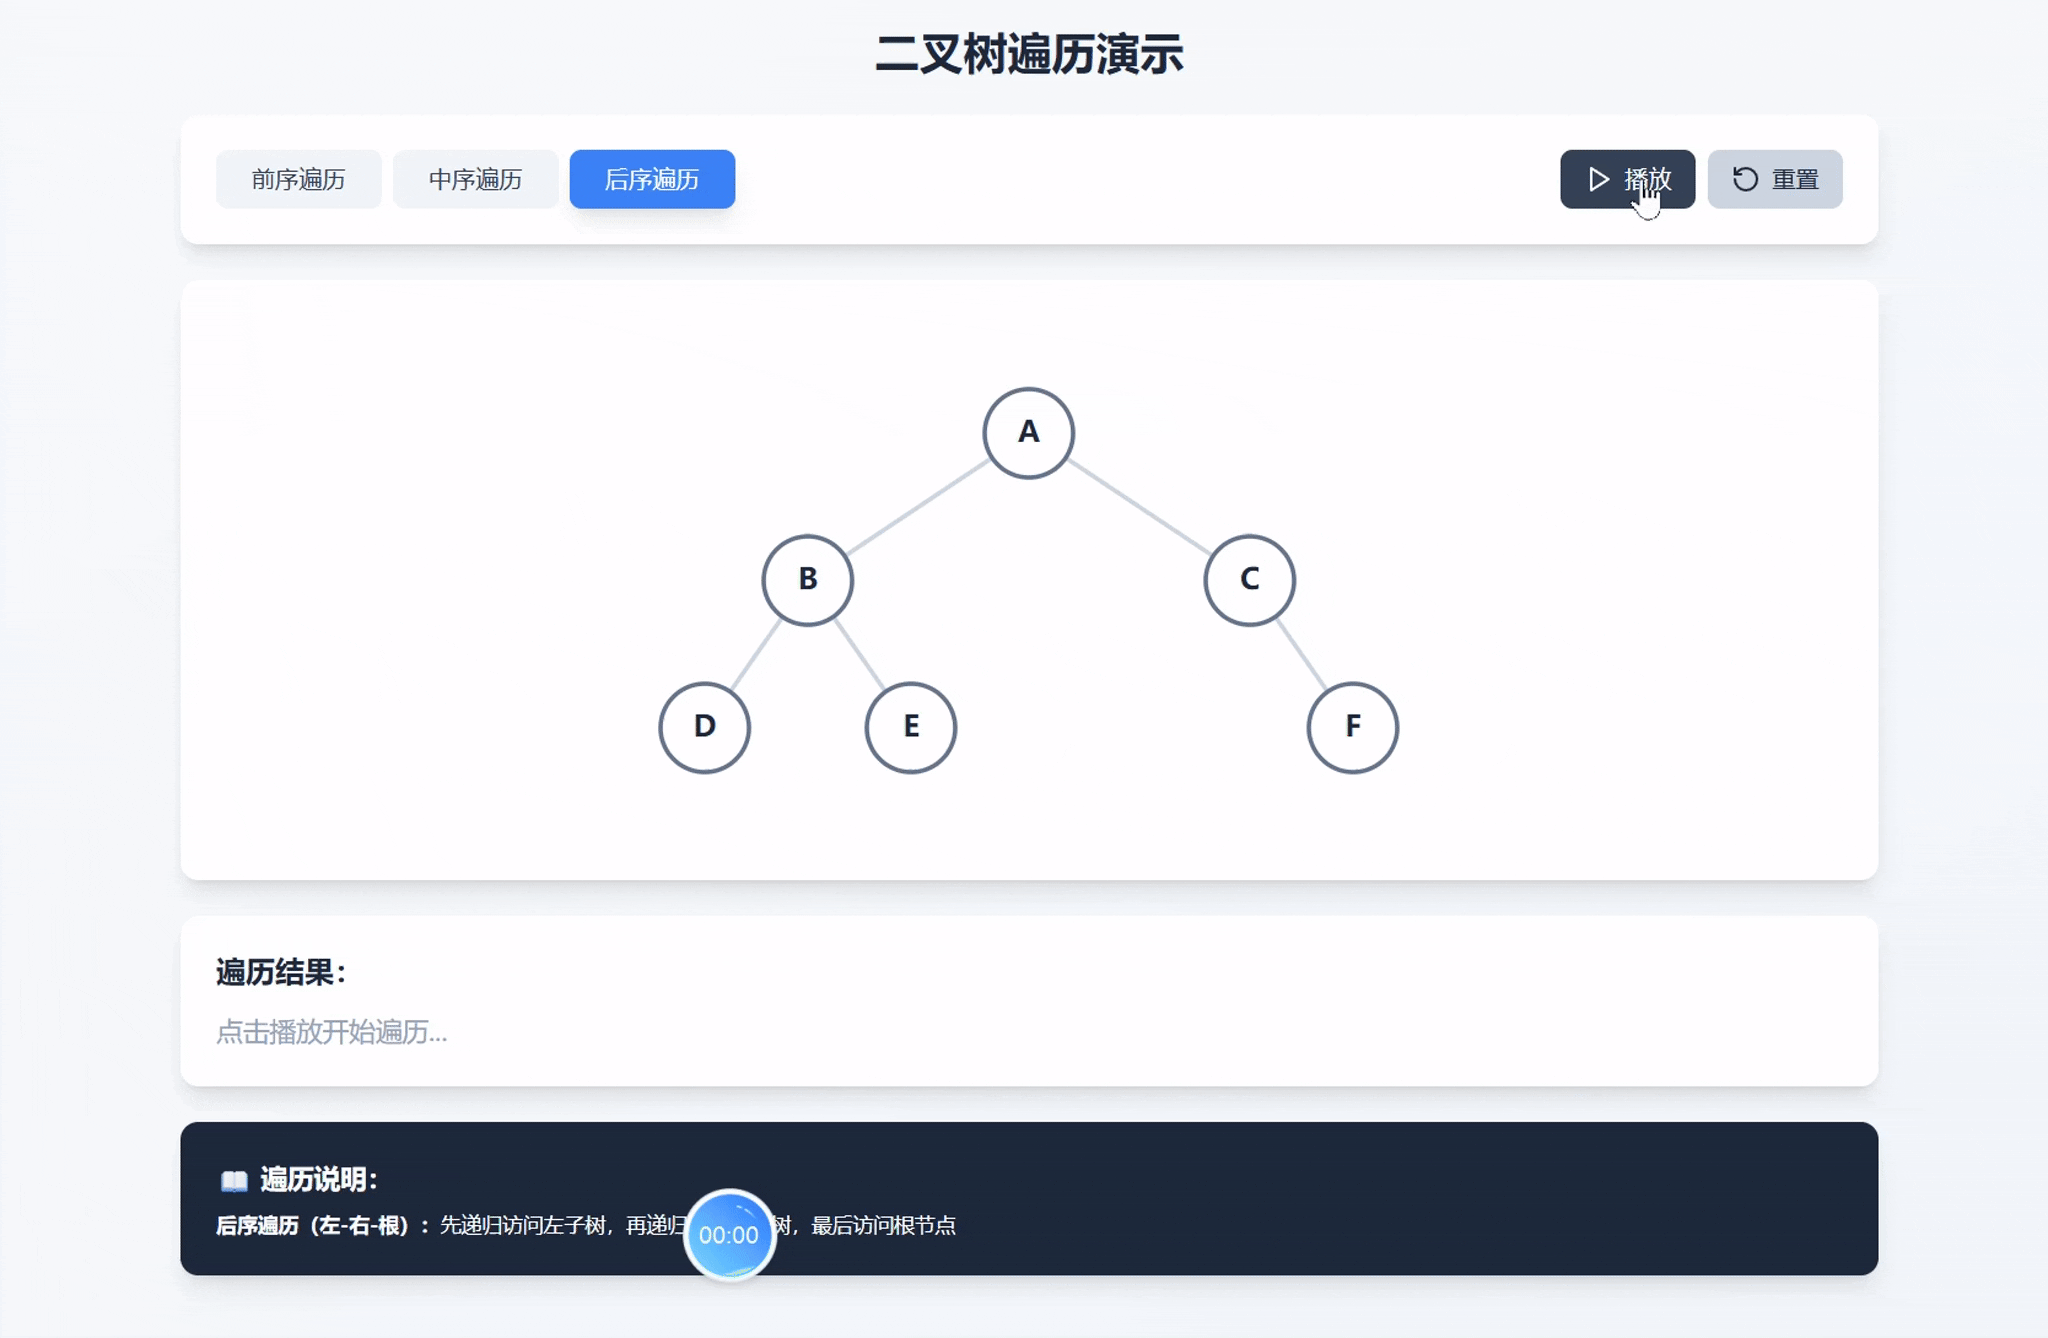 二叉树遍历演示
前序遍历 中序遍历 后序遍历 播放 重置
A
B C
D E F
遍历结果：
点击播放开始遍历...
📖 遍历说明：
后序遍历（左-右-根）：先递归访问左子树，再递归 树，最后访问根节点
00:00